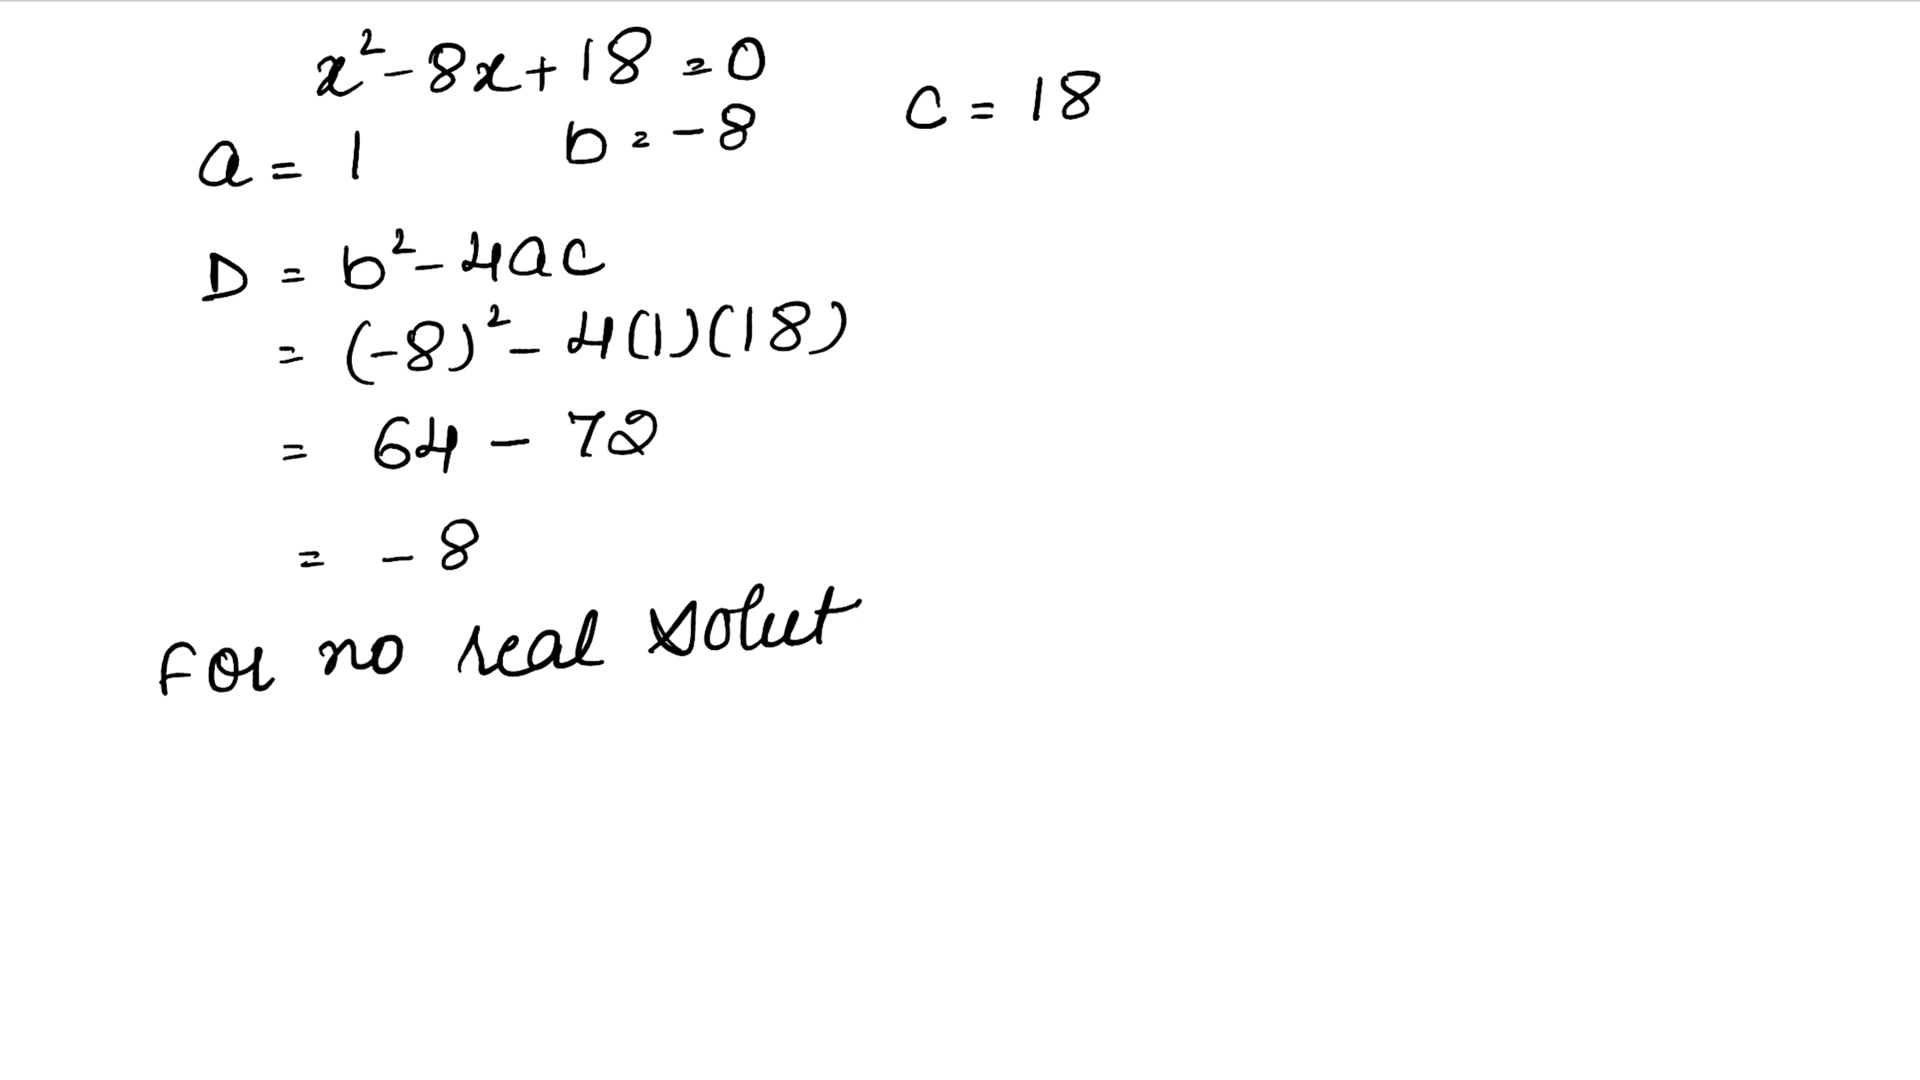 x² - 8x + 18 = 0
a = 1 b = -8 c = 18
D = b² - 4ac
= (-8)² - 4(1)(18)
= 64 - 72
= - 8
For no real solut